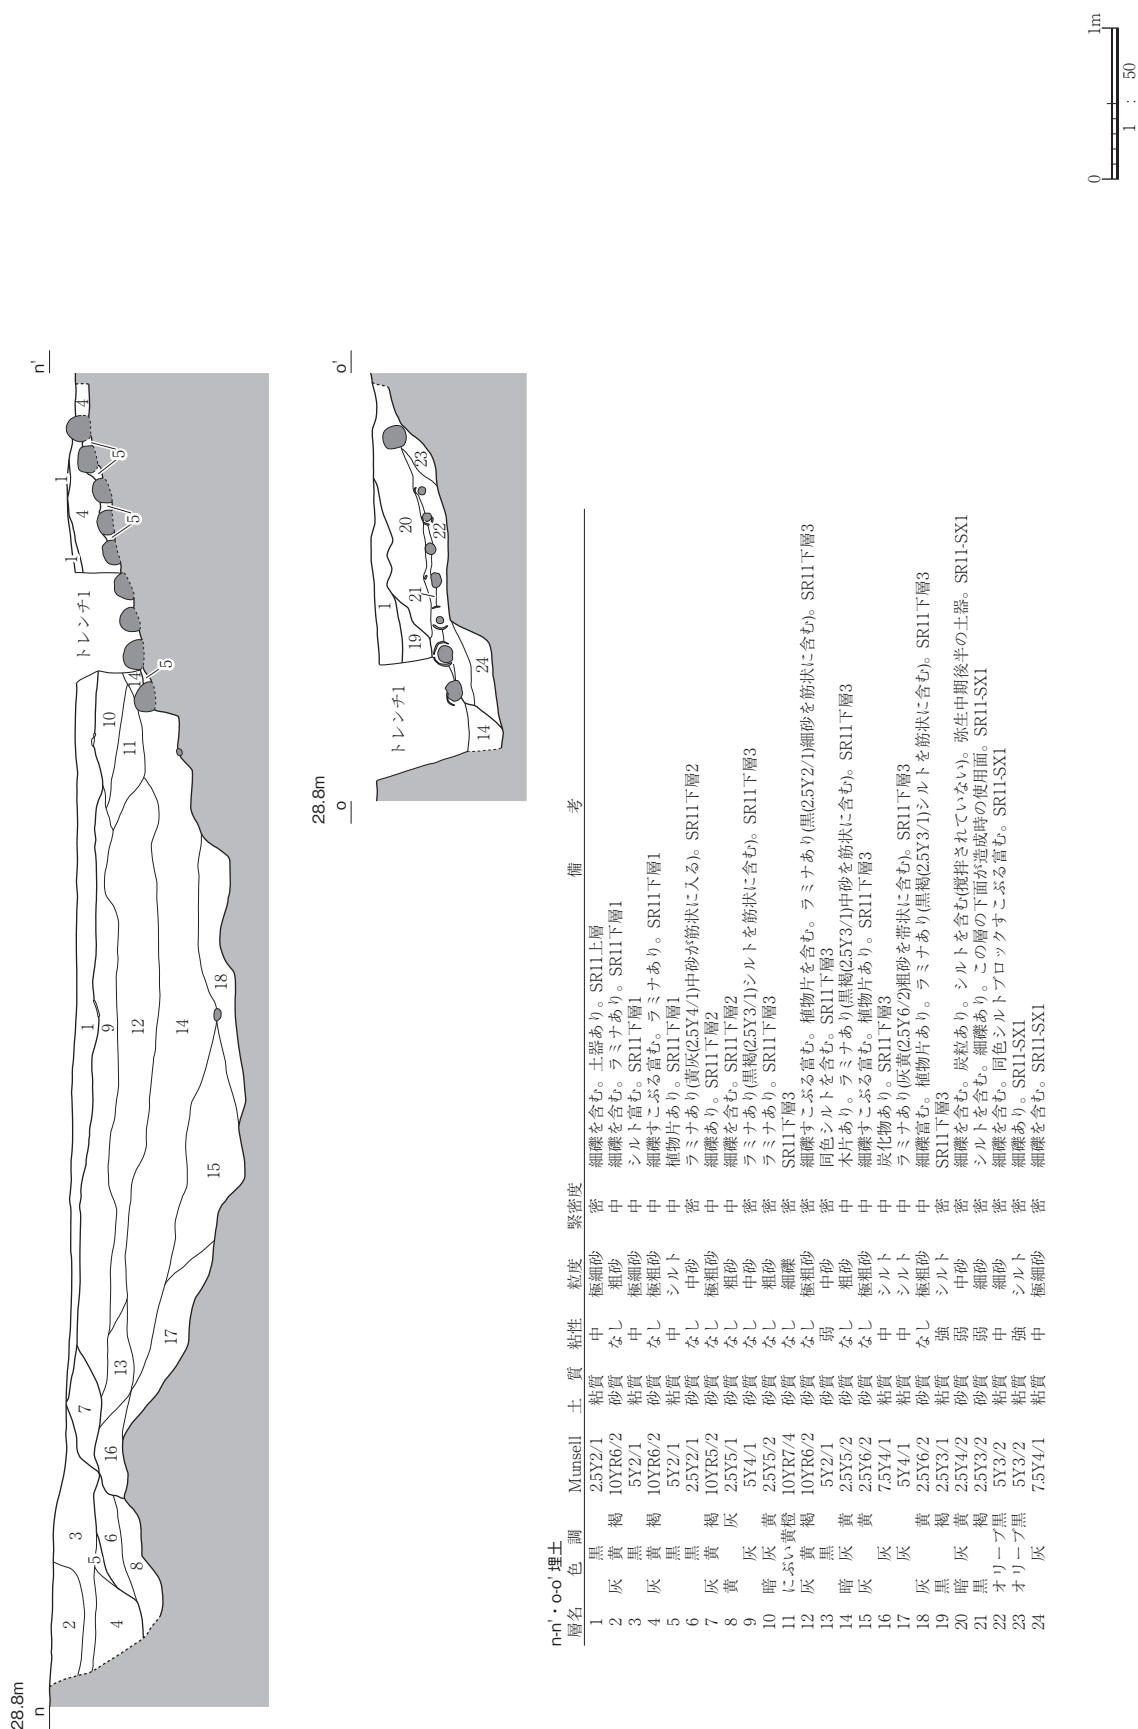 28.8m
n n'
1 1 4 4 5 5 5 トレンチ1 14 10 11 1 9 12 14 18 15 17 13 16 7 3 5 6 8 2 4
28.8m
o o'
トレンチ1 1 19 20 21 22 23 24 14
n-n'・o-o' 埋土
層名 色調 Munsell 土質 粘性 粒度 緊密度 備考
1 黒 2.5Y2/1 粘質 中 極細砂 密 細礫を含む。土器あり。SR11上層
2 灰黄褐 10YR6/2 砂質 なし 粗砂 中 細礫を含む。ラミナあり。SR11下層1
3 黒 5Y2/1 粘質 中 極細砂 中 シルト富む。SR11下層1
4 灰黄褐 10YR6/2 砂質 なし 極粗砂 中 細礫すこぶる富む。ラミナあり。SR11下層1
5 黒 5Y2/1 粘質 中 シルト 中 植物片あり。SR11下層1
6 黒 2.5Y2/1 砂質 なし 中砂 密 ラミナあり(黄灰(2.5Y4/1)中砂が筋状に入る)。SR11下層2
7 灰黄褐 10YR5/2 砂質 なし 極粗砂 中 細礫あり。SR11下層2
8 黄灰 2.5Y5/1 砂質 なし 粗砂 中 細礫を含む。SR11下層2
9 灰 5Y4/1 砂質 なし 中砂 密 ラミナあり(黒褐(2.5Y3/1)シルトを筋状に含む)。SR11下層3
10 暗灰黄 2.5Y5/2 砂質 なし 粗砂 密 ラミナあり。SR11下層3
11 にぶい黄橙 10YR7/4 砂質 なし 細礫 密 SR11下層3
12 灰黄褐 10YR6/2 砂質 なし 極粗砂 密 細礫すこぶる富む。植物片を含む。ラミナあり(黒(2.5Y2/1)細砂を筋状に含む)。SR11下層3
13 黒 5Y2/1 砂質 弱 中砂 密 同色シルトを含む。SR11下層3
14 暗灰黄 2.5Y5/2 砂質 なし 粗砂 中 木片あり。ラミナあり(黒褐(2.5Y3/1)中砂を筋状に含む)。SR11下層3
15 灰黄 2.5Y6/2 砂質 なし 極粗砂 中 細礫すこぶる富む。植物片あり。SR11下層3
16 灰 7.5Y4/1 粘質 中 シルト 中 炭化物あり。SR11下層3
17 灰 5Y4/1 粘質 中 シルト 中 ラミナあり(灰黄(2.5Y6/2)粗砂を帯状に含む)。SR11下層3
18 灰黄 2.5Y6/2 砂質 なし 極粗砂 中 細礫富む。植物片あり。ラミナあり(黒褐(2.5Y3/1)シルトを筋状に含む)。SR11下層3
19 黒褐 2.5Y3/1 粘質 強 シルト 密 SR11下層3
20 暗灰黄 2.5Y4/2 砂質 弱 中砂 密 細礫を含む。炭粒あり。シルトを含む(攪拌されていない)。弥生中期後半の土器。SR11-SX1
21 黒褐 2.5Y3/2 砂質 弱 細砂 密 シルトを含む。細礫あり。この層の下面が造成時の使用面。SR11-SX1
22 オリーブ黒 5Y3/2 粘質 中 細砂 密 細礫を含む。同色シルトブロックすこぶる富む。SR11-SX1
23 オリーブ黒 5Y3/2 粘質 強 シルト 中 細礫あり。SR11-SX1
24 灰 7.5Y4/1 粘質 中 極細砂 密 細礫を含む。SR11-SX1
0 1m
1 : 50